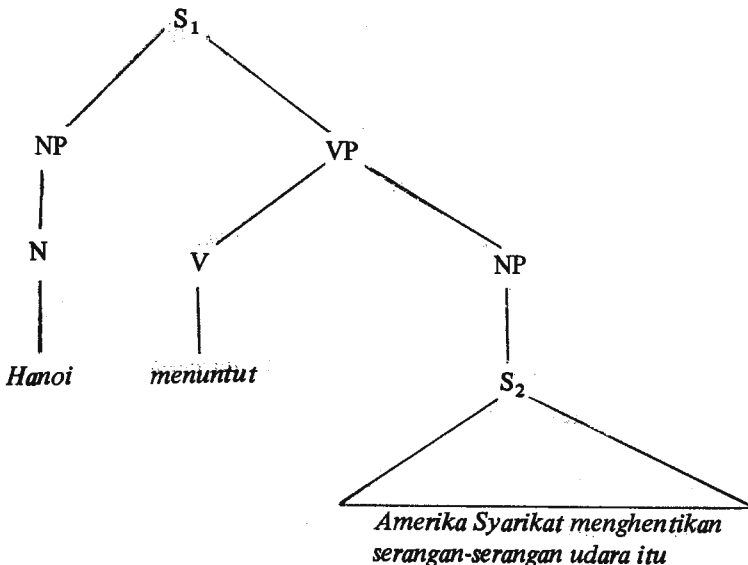 S₁
NP VP
N V NP
Hanoi menuntut S₂
Amerika Syarikat menghentikan
serangan-serangan udara itu